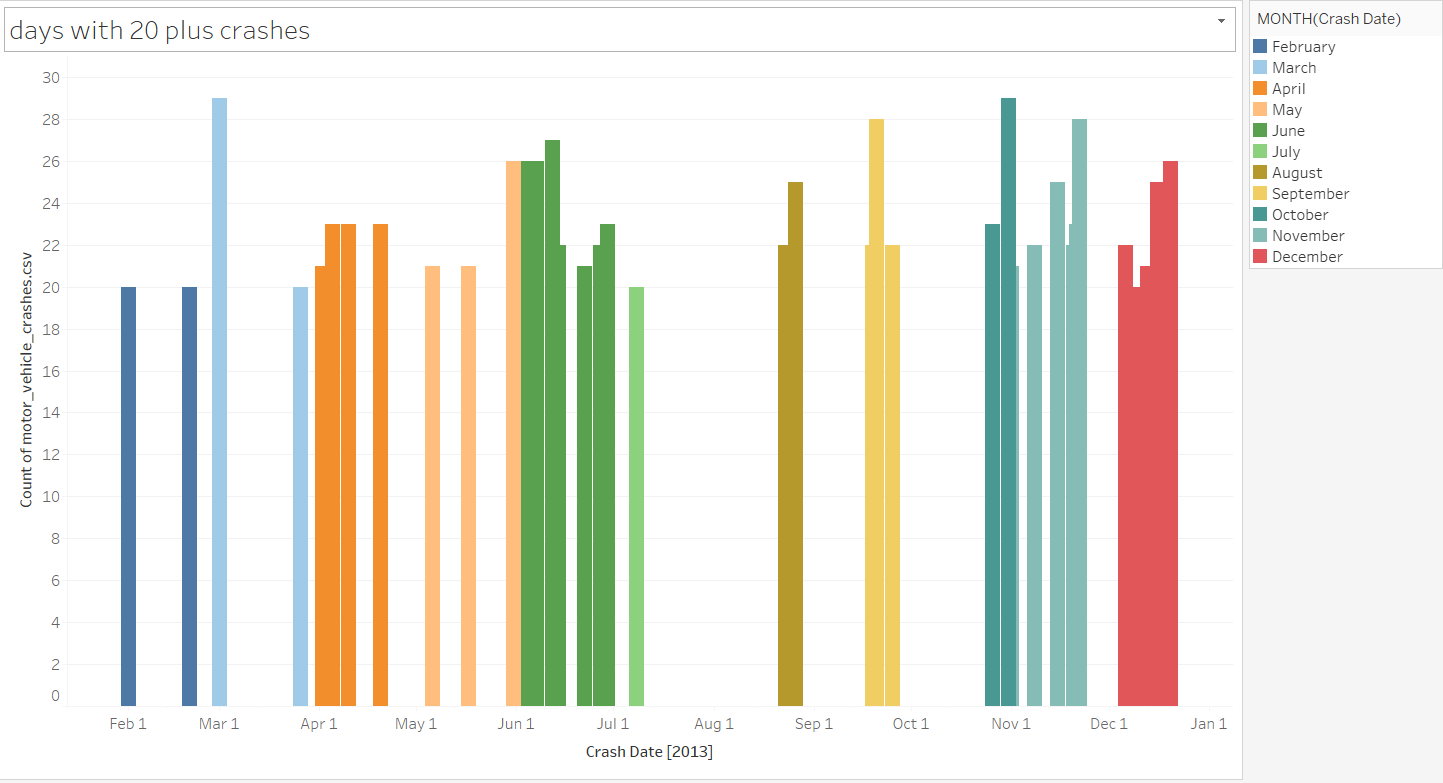 days with 20 plus crashes
MONTH(Crash Date)
February
March
April
May
June
July
August
September
October
November
December
30
28
26
24
22
20
18
16
14
12
10
8
6
4
2
0
Count of motor_vehicle_crashes.csv
Feb 1 Mar 1 Apr 1 May 1 Jun 1 Jul 1 Aug 1 Sep 1 Oct 1 Nov 1 Dec 1 Jan 1
Crash Date [2013]